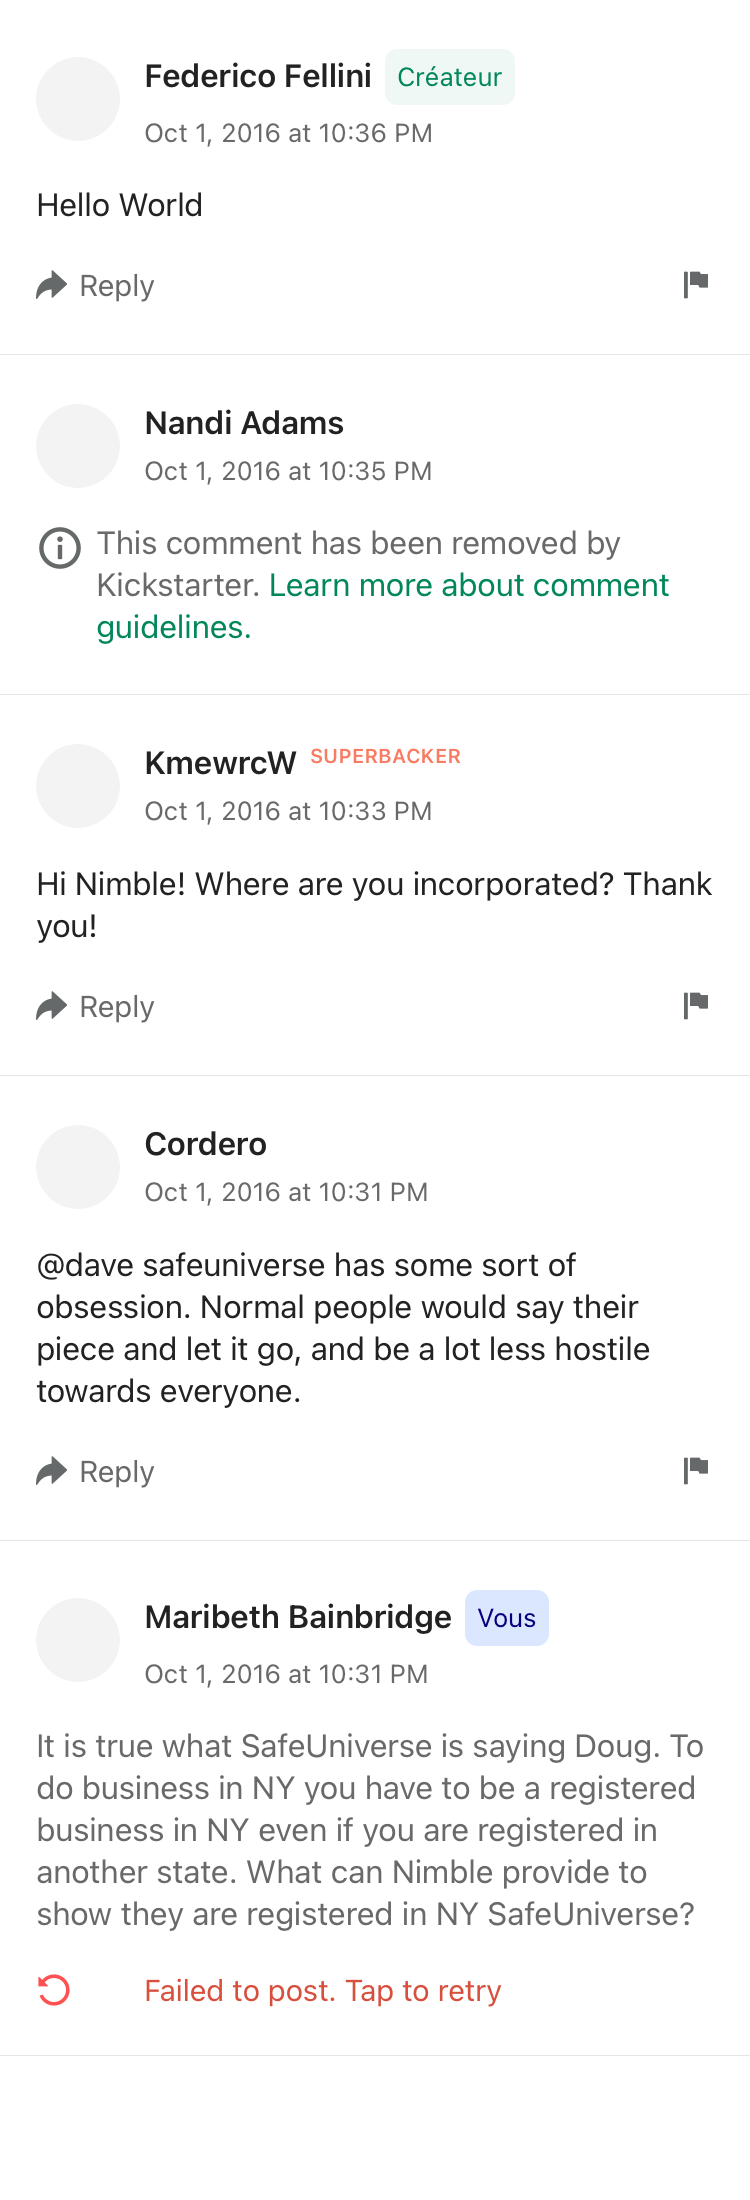 Federico Fellini Créateur
Oct 1, 2016 at 10:36 PM
Hello World
Reply
Nandi Adams
Oct 1, 2016 at 10:35 PM
This comment has been removed by
Kickstarter. Learn more about comment
guidelines.
KmewrcW SUPERBACKER
Oct 1, 2016 at 10:33 PM
Hi Nimble! Where are you incorporated? Thank
you!
Reply
Cordero
Oct 1, 2016 at 10:31 PM
@dave safeuniverse has some sort of
obsession. Normal people would say their
piece and let it go, and be a lot less hostile
towards everyone.
Reply
Maribeth Bainbridge Vous
Oct 1, 2016 at 10:31 PM
It is true what SafeUniverse is saying Doug. To
do business in NY you have to be a registered
business in NY even if you are registered in
another state. What can Nimble provide to
show they are registered in NY SafeUniverse?
Failed to post. Tap to retry